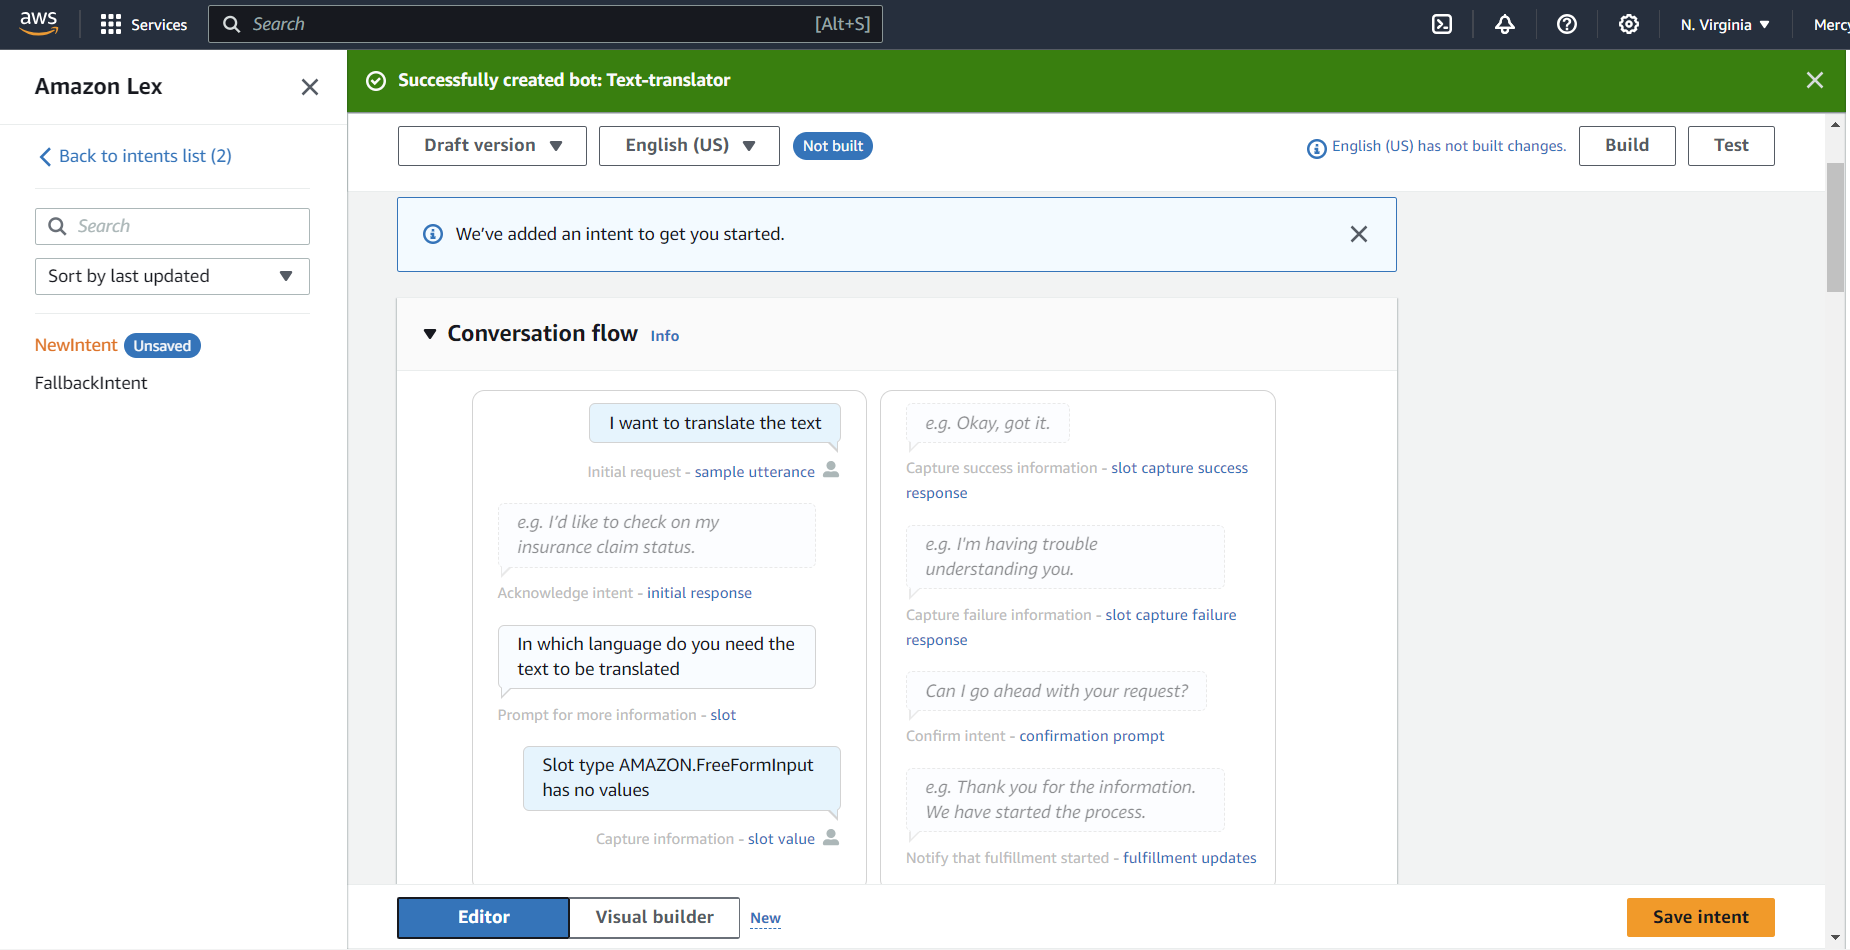 aws
Services
Search
[Alt+S]
N. Virginia
Mercy
Amazon Lex
Successfully created bot: Text-translator
Back to intents list (2)
Draft version
English (US)
Not built
English (US) has not built changes.
Build
Test
Search
We've added an intent to get you started.
Sort by last updated
NewIntent
Unsaved
FallbackIntent
Conversation flow
Info
I want to translate the text
Initial request - sample utterance
e.g. I'd like to check on my
insurance claim status.
Acknowledge intent - initial response
In which language do you need the
text to be translated
Prompt for more information - slot
Slot type AMAZON.FreeFormInput
has no values
Capture information - slot value
e.g. Okay, got it.
Capture success information - slot capture success
response
e.g. I'm having trouble
understanding you.
Capture failure information - slot capture failure
response
Can I go ahead with your request?
Confirm intent - confirmation prompt
e.g. Thank you for the information.
We have started the process.
Notify that fulfillment started - fulfillment updates
Editor
Visual builder
New
Save intent